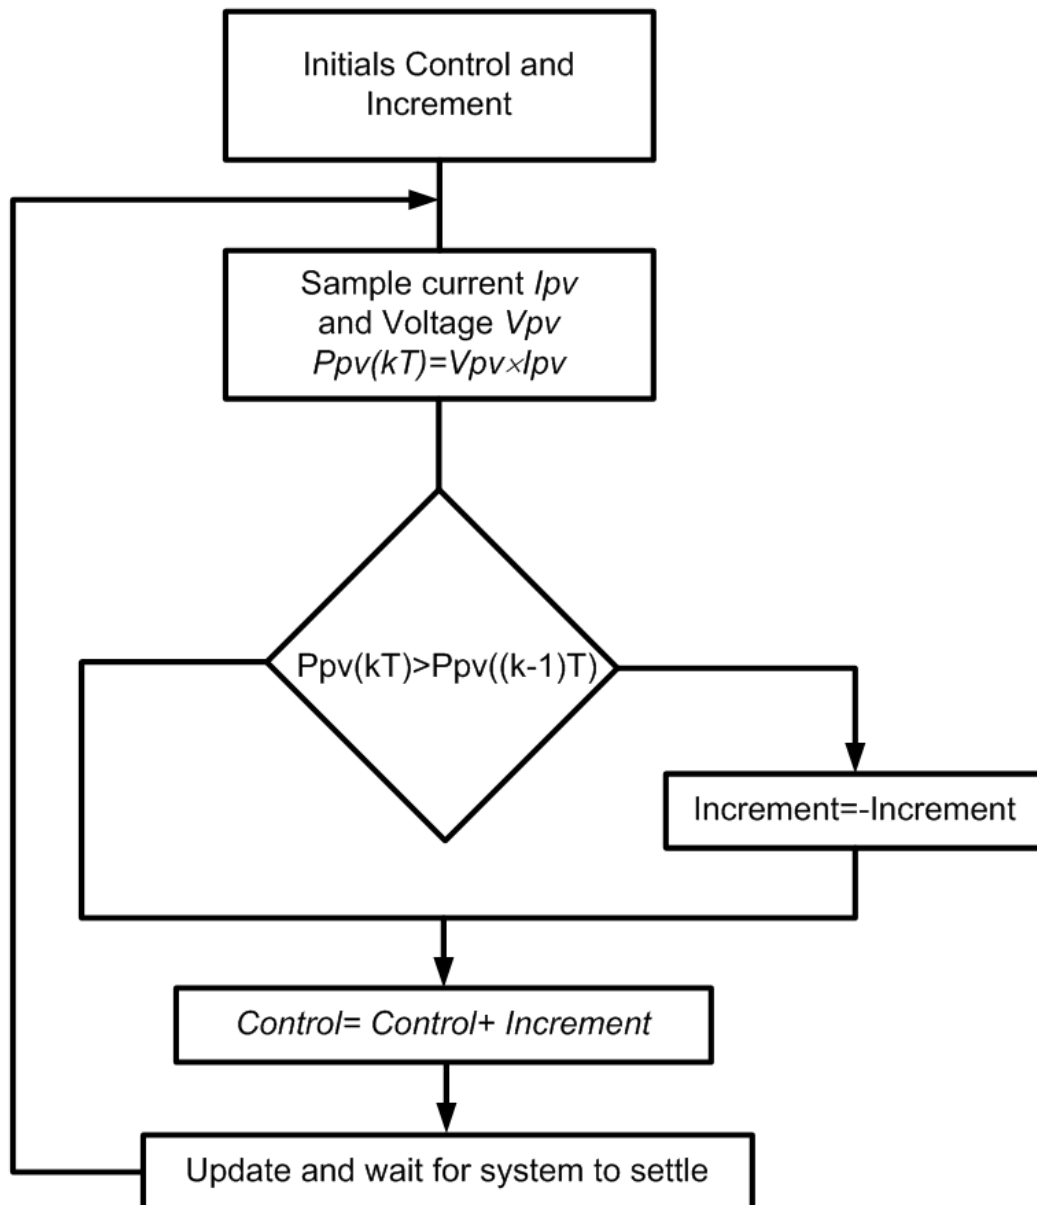 Initials Control and
Increment
Sample current Ipv
and Voltage Vpv
Ppv(kT)=Vpv×Ipv
Ppv(kT)>Ppv((k-1)T)
Increment=-Increment
Control= Control+ Increment
Update and wait for system to settle